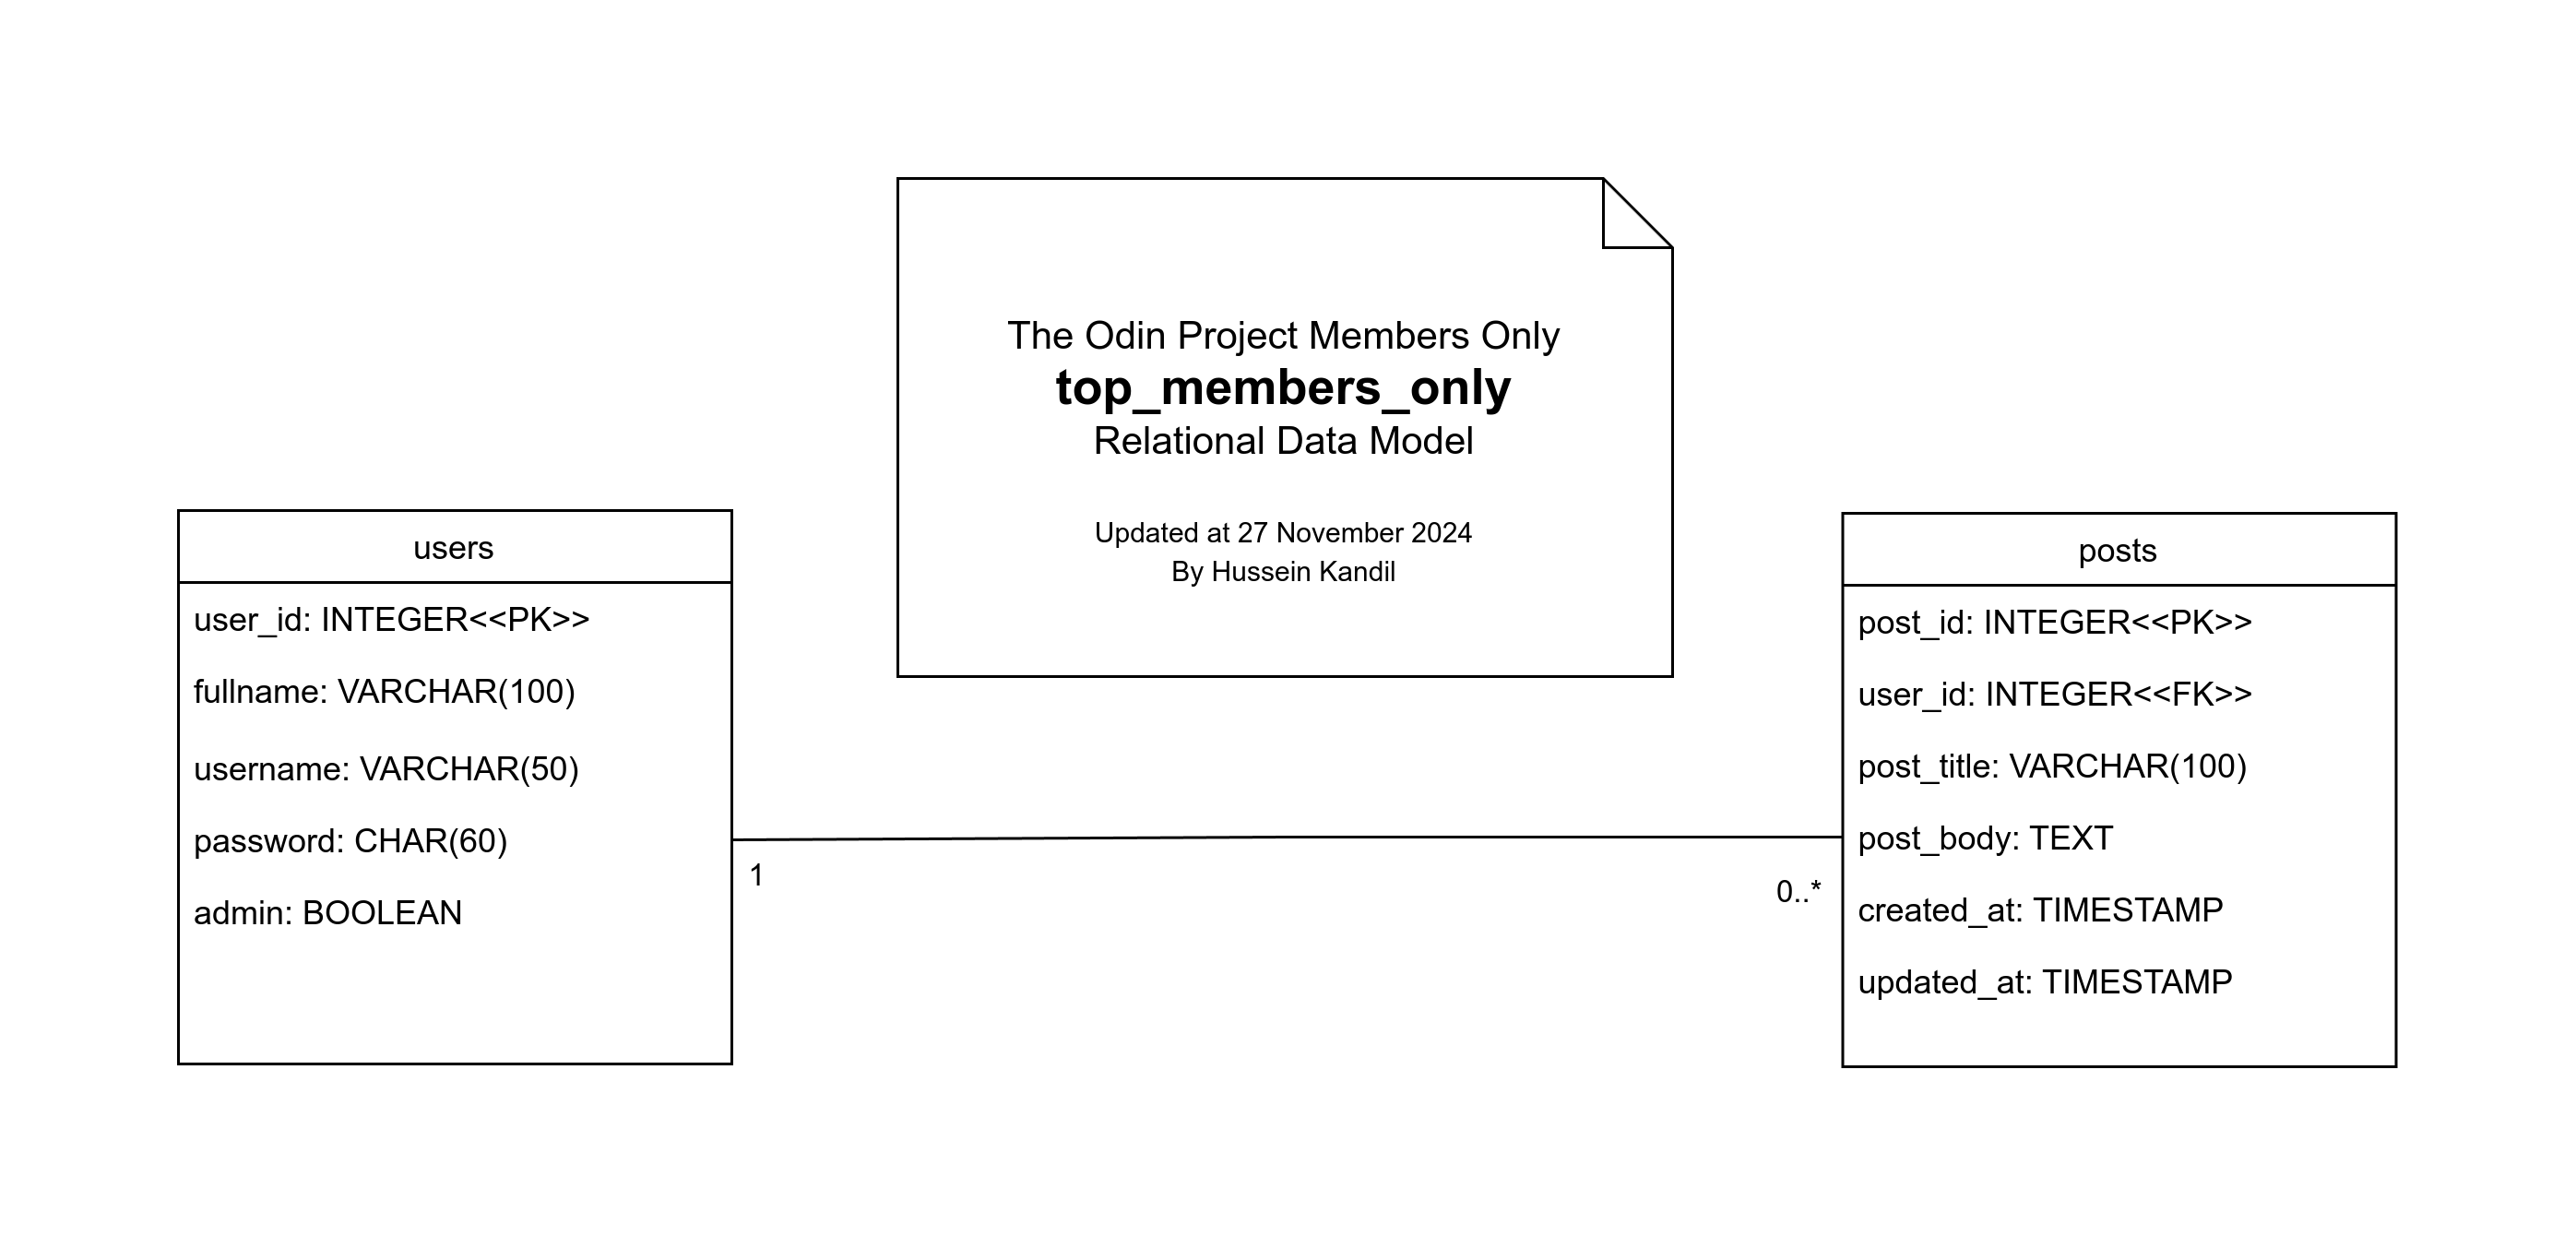 The Odin Project Members Only
top_members_only
Relational Data Model
Updated at 27 November 2024
By Hussein Kandil
users
user_id: INTEGER<<PK>>
fullname: VARCHAR(100)
username: VARCHAR(50)
password: CHAR(60)
admin: BOOLEAN
1
0..*
posts
post_id: INTEGER<<PK>>
user_id: INTEGER<<FK>>
post_title: VARCHAR(100)
post_body: TEXT
created_at: TIMESTAMP
updated_at: TIMESTAMP